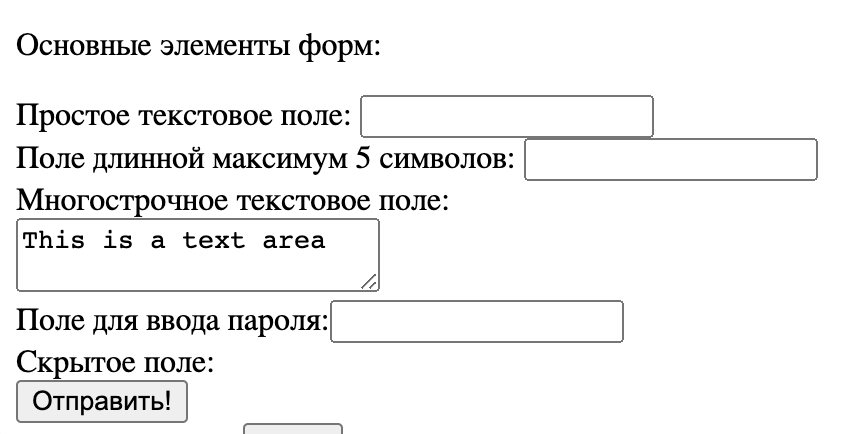 Основные элементы форм:
Простое текстовое поле:
Поле длинной максимум 5 символов:
Многострочное текстовое поле:
This is a text area
Поле для ввода пароля:
Скрытое поле:
Отправить!